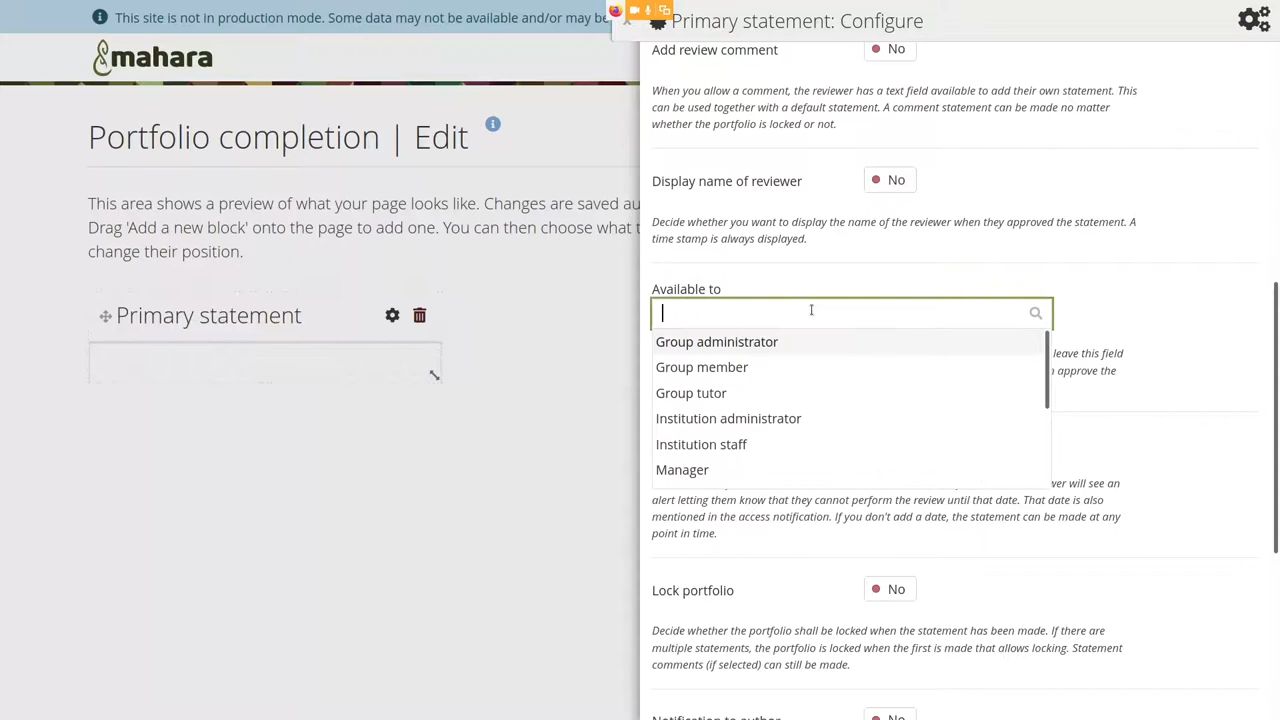 This site is not in production mode. Some data may not be available and/or may be
mahara
Portfolio completion | Edit
This area shows a preview of what your page looks like. Changes are saved au
Drag 'Add a new block' onto the page to add one. You can then choose what t
change their position.
Primary statement
Primary statement: Configure
Add review comment
No
When you allow a comment, the reviewer has a text field available to add their own statement. This
can be used together with a default statement. A comment statement can be made no matter
whether the portfolio is locked or not.
Display name of reviewer
No
Decide whether you want to display the name of the reviewer when they approved the statement. A
time stamp is always displayed.
Available to
Group administrator
Group member
Group tutor
Institution administrator
Institution staff
Manager
leave this field
approve the
wer will see an
alert letting them know that they cannot perform the review until that date. That date is also
mentioned in the access notification. If you don't add a date, the statement can be made at any
point in time.
Lock portfolio
No
Decide whether the portfolio shall be locked when the statement has been made. If there are
multiple statements, the portfolio is locked when the first is made that allows locking. Statement
comments (if selected) can still be made.
Notification to author
No